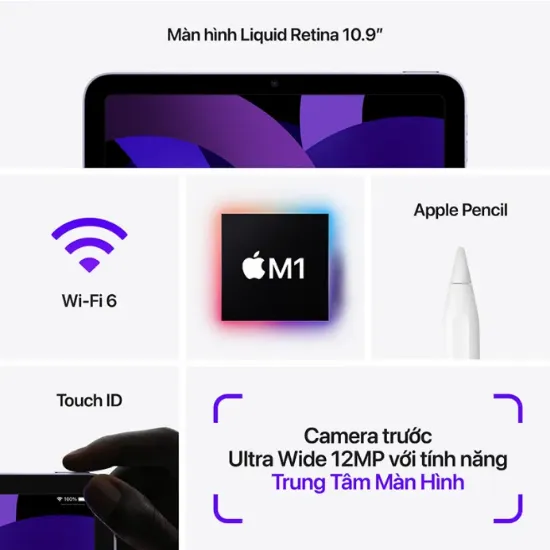 Màn hình Liquid Retina 10.9″
Wi-Fi 6
M1
Apple Pencil
Touch ID
100%
Camera trước
Ultra Wide 12MP với tính năng
Trung Tâm Màn Hình